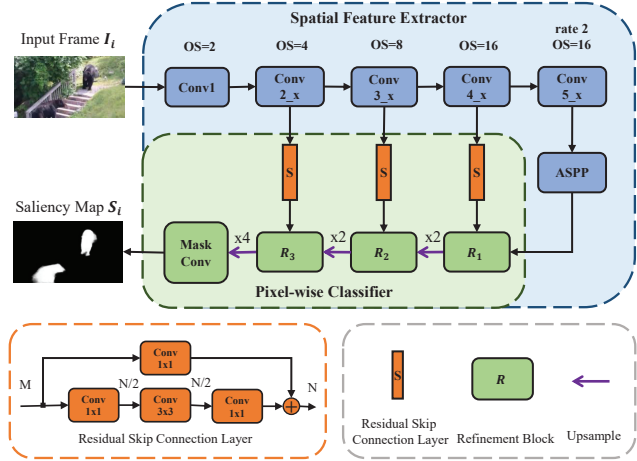 Spatial Feature Extractor
Input Frame I_i
OS=2
OS=4
OS=8
OS=16
rate 2
OS=16
Conv1
Conv
2_x
Conv
3_x
Conv
4_x
Conv
5_x
S
S
S
ASPP
Saliency Map S_i
Mask
Conv
x4
R_3
x2
R_2
x2
R_1
Pixel-wise Classifier
Conv
1x1
M
N/2
N/2
N
Conv
1x1
Conv
3x3
Conv
1x1
+
Residual Skip Connection Layer
S
R
Residual Skip
Connection Layer
Refinement Block
Upsample